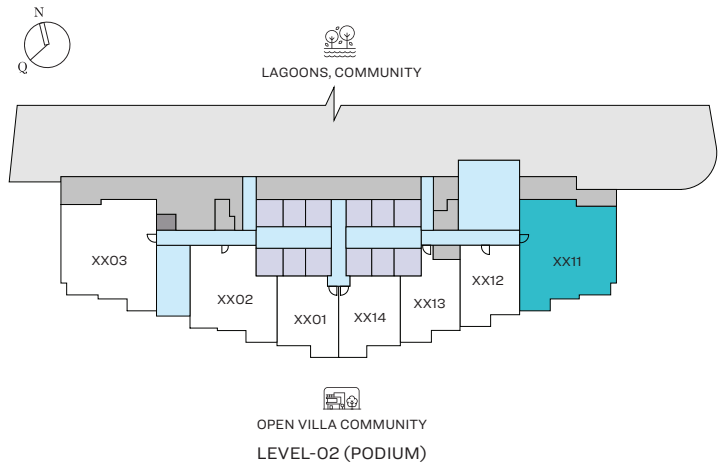 N
Q
LAGOONS, COMMUNITY
XX03
XX02
XX01
XX14
XX13
XX12
XX11
OPEN VILLA COMMUNITY
LEVEL-02 (PODIUM)